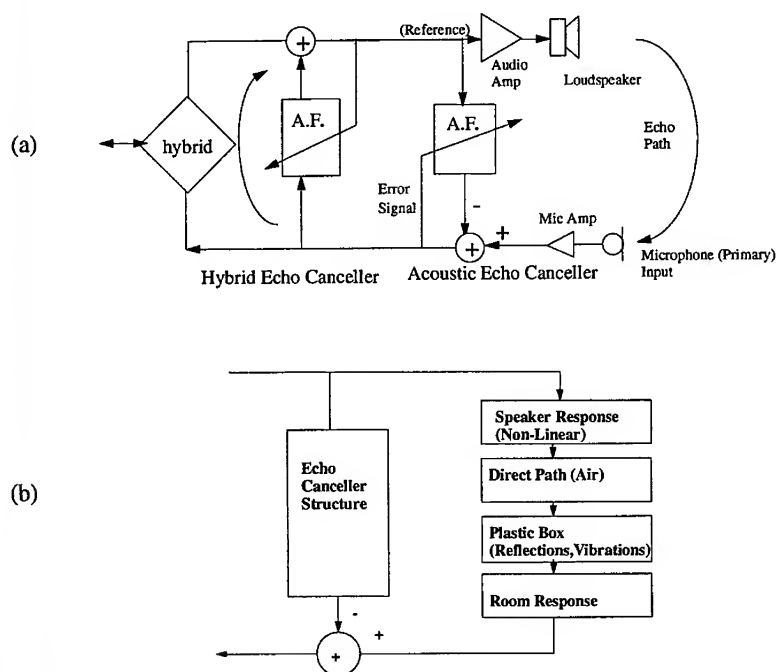 (a)
(Reference)
+
Audio
Amp
Loudspeaker
hybrid
A.F.
A.F.
Echo
Path
Error
Signal
-
Mic Amp
+
+
Microphone (Primary)
Input
Hybrid Echo Canceller
Acoustic Echo Canceller
(b)
Speaker Response
(Non-Linear)
Echo
Canceller
Structure
Direct Path (Air)
Plastic Box
(Reflections,Vibrations)
Room Response
-
+
+